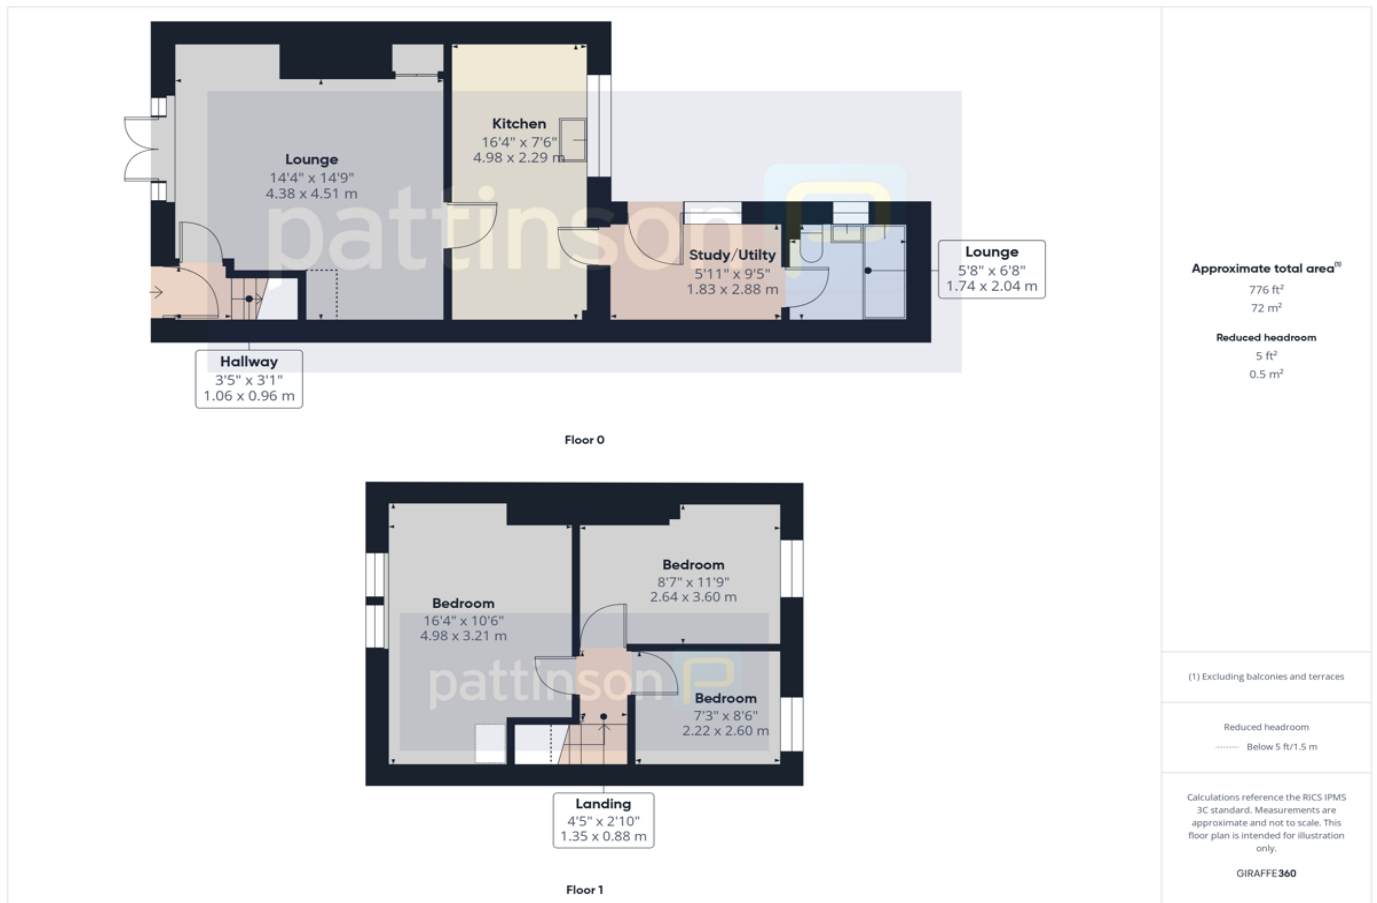 Kitchen
16'4" x 7'6"
4.98 x 2.29 m
Lounge
14'4" x 14'9"
4.38 x 4.51 m
pattinson
Study/Utilty
5'11" x 9'5"
1.83 x 2.88 m
Lounge
5'8" x 6'8"
1.74 x 2.04 m
Hallway
3'5" x 3'1"
1.06 x 0.96 m
Floor 0
Bedroom
8'7" x 11'9"
2.64 x 3.60 m
Bedroom
16'4" x 10'6"
4.98 x 3.21 m
pattinson
Bedroom
7'3" x 8'6"
2.22 x 2.60 m
Landing
4'5" x 2'10"
1.35 x 0.88 m
Floor 1
Approximate total area(1)
776 ft²
72 m²
Reduced headroom
5 ft²
0.5 m²
(1) Excluding balconies and terraces
Reduced headroom
Below 5 ft/1.5 m
Calculations reference the RICS IPMS
3C standard. Measurements are
approximate and not to scale. This
floor plan is intended for illustration
only.
GIRAFFE360